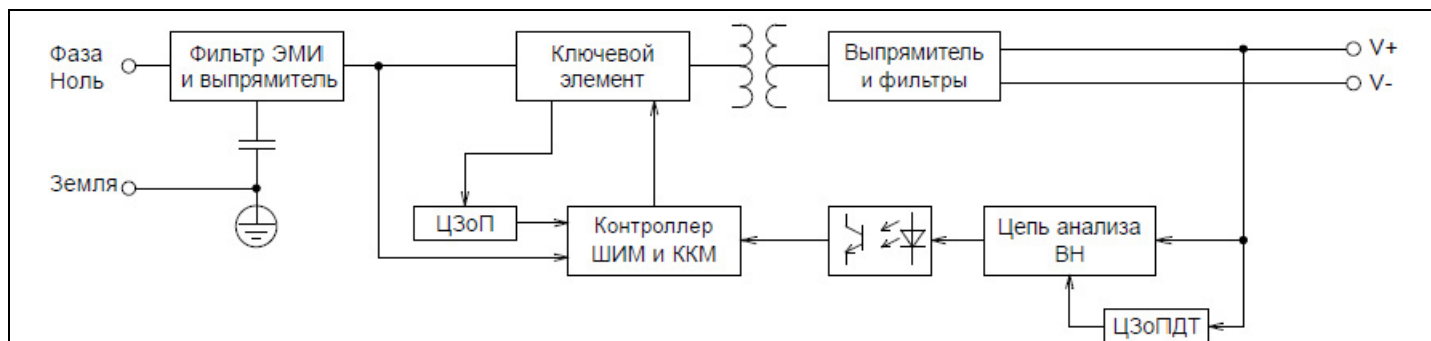 Фаза
Ноль
Фильтр ЭМИ
и выпрямитель
Ключевой
элемент
Выпрямитель
и фильтры
V+
V-
Земля
ЦЗоП
Контроллер
ШИМ и ККМ
Цепь анализа
ВН
ЦЗоПДТ